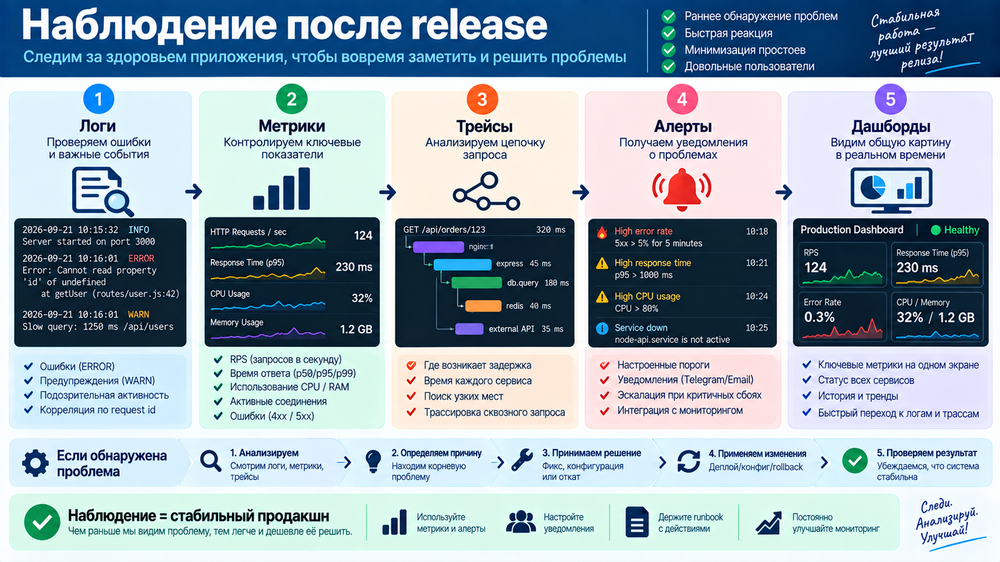 Наблюдение после release
Следим за здоровьем приложения, чтобы вовремя заметить и решить проблемы
Раннее обнаружение проблем
Быстрая реакция
Минимизация простоев
Довольные пользователи
Стабильная
работа —
лучший результат
релиза!
1
Логи
Проверяем ошибки
и важные события
2026-09-21 10:15:32 INFO
Server started on port 3000
2026-09-21 10:16:01 ERROR
Error: Cannot read property
'id' of undefined
at getUser (routes/user.js:42)
2026-09-21 10:16:01 WARN
Slow query: 1250 ms /api/users
Ошибки (ERROR)
Предупреждения (WARN)
Подозрительная активность
Корреляция по request id
2
Метрики
Контролируем ключевые
показатели
HTTP Requests / sec 124
Response Time (p95) 230 ms
CPU Usage 32%
Memory Usage 1.2 GB
RPS (запросов в секунду)
Время ответа (p50/p95/p99)
Использование CPU / RAM
Активные соединения
Ошибки (4xx / 5xx)
3
Трейсы
Анализируем цепочку
запроса
GET /api/orders/123 320 ms
express 45 ms
db.query 180 ms
redis 40 ms
external API 35 ms
Где возникает задержка
Время каждого сервиса
Поиск узких мест
Трассировка сквозного запроса
4
Алерты
Получаем уведомления
о проблемах
High error rate 10:18
5xx > 5% for 5 minutes
High response time 10:21
p95 > 1000 ms
High CPU usage 10:24
CPU > 80%
Service down 10:25
node-api.service is not active
Настроенные пороги
Уведомления (Telegram/Email)
Эскалация при критичных сбоях
Интеграция с мониторингом
5
Дашборды
Видим общую картину
в реальном времени
Production Dashboard Healthy
RPS
124
Response Time (p95)
230 ms
Error Rate
0.3%
CPU / Memory
32% / 1.2 GB
Ключевые метрики на одном экране
Статус всех сервисов
История и тренды
Быстрый переход к логам и трассам
Если обнаружена
проблема
1. Анализируем
Смотрим логи, метрики,
трейсы
2. Определяем причину
Находим корневую
проблему
3. Принимаем решение
Фикс, конфигурация
или откат
4. Применяем изменения
Деплой/конфиг/rollback
5. Проверяем результат
Убеждаемся, что система
стабильна
Наблюдение = стабильный продакшн
Чем раньше мы видим проблему, тем легче и дешевле её решить.
Используйте
метрики и алерты
Настройте
уведомления
Держите runbook
с действиями
Постоянно
улучшайте мониторинг
Следи.
Анализируй.
Улучшай!